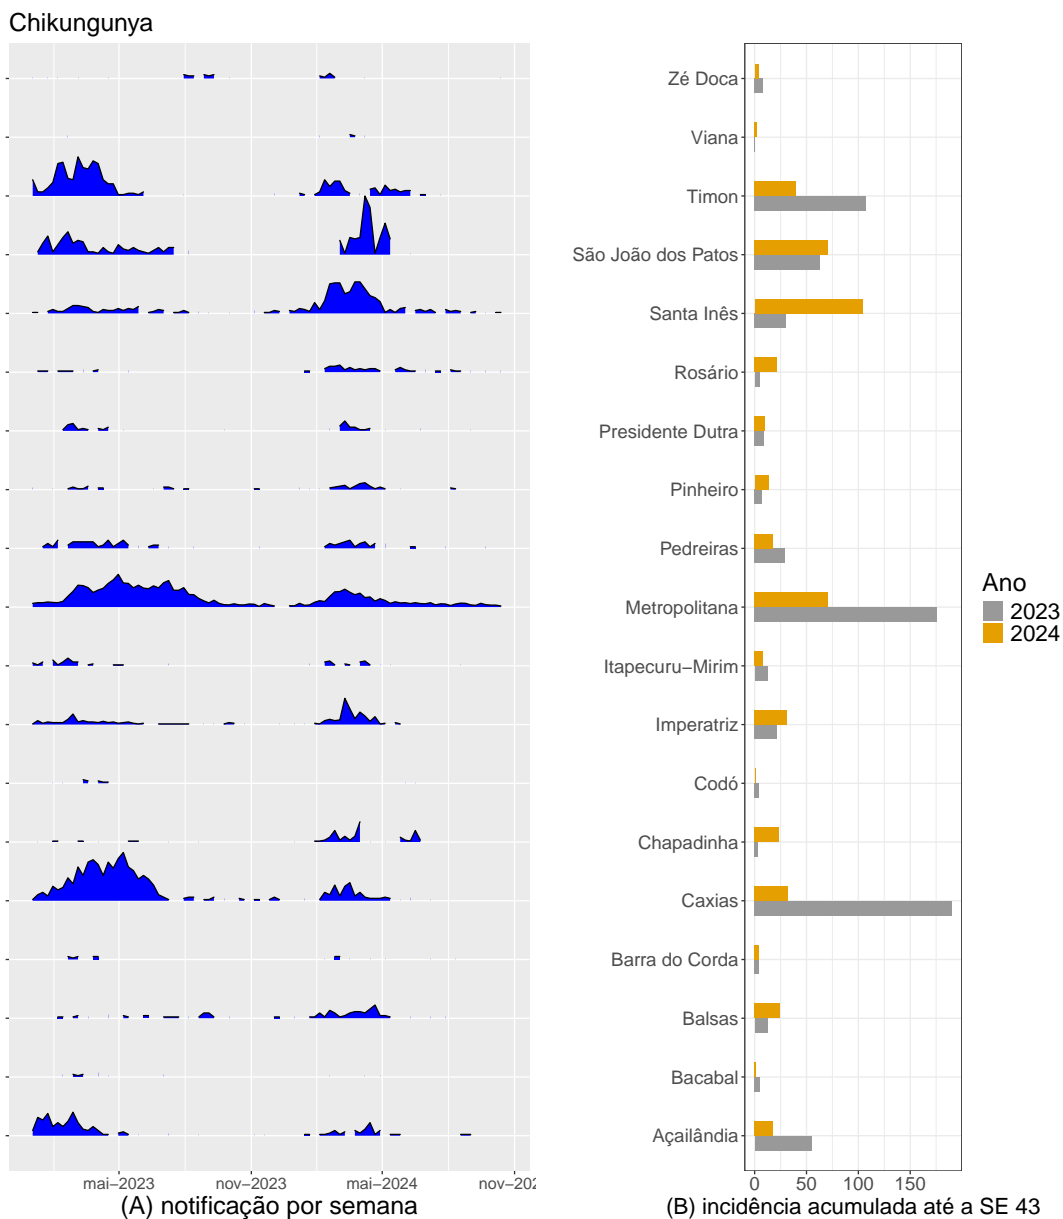 Chikungunya
Zé Doca
Viana
Timon
São João dos Patos
Santa Inês
Rosário
Presidente Dutra
Pinheiro
Pedreiras
Metropolitana
Itapecuru−Mirim
Imperatriz
Codó
Chapadinha
Caxias
Barra do Corda
Balsas
Bacabal
Açailândia
mai−2023 nov−2023 mai−2024 nov−202
(A) notificação por semana
0 50 100 150
(B) incidência acumulada até a SE 43
Ano
2023
2024